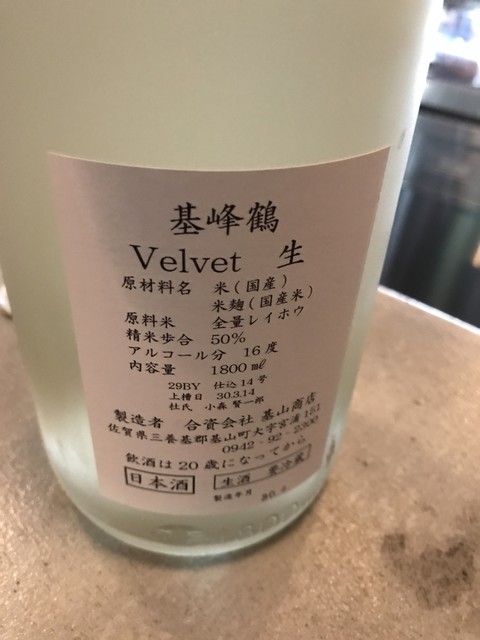 基峰鶴
Velvet 生
原材料名 米(国産)
米麹(国産米)
原料米 全量レイホウ
精米歩合 50%
アルコール分 16度
内容量 1800㎖
29BY 仕込14号
上槽日 30.3.14
杜氏 小森 賢一郎
製造者 合資会社 基山商店
佐賀県三養基郡基山町大字宮浦151
0942-92-2300
飲酒は20歳になってから
日本酒 生酒 要冷蔵
製造年月